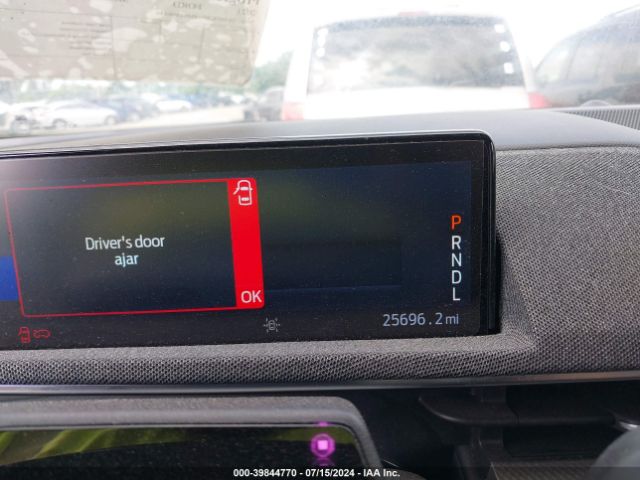 Driver's door
ajar
OK
P
R
N
D
L
25696.2 mi
000-39844770 - 07/15/2024 - IAA Inc.